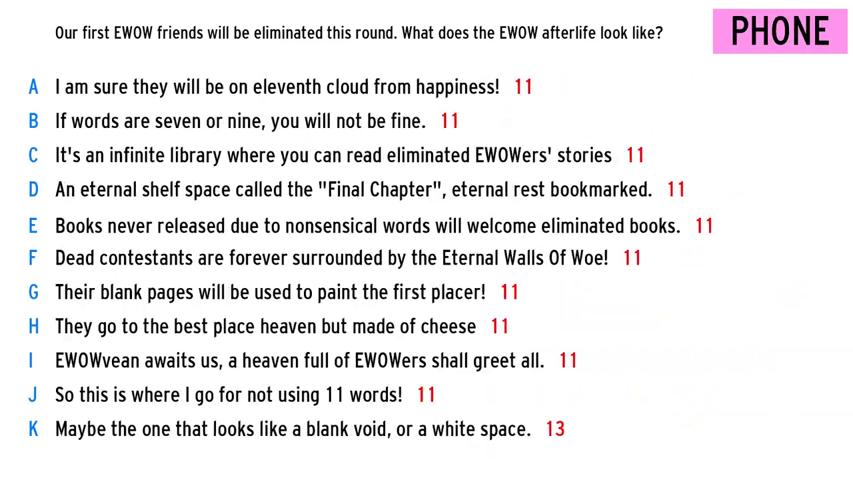 Our first EWOW friends will be eliminated this round. What does the EWOW afterlife look like?
PHONE
A I am sure they will be on eleventh cloud from happiness! 11
B If words are seven or nine, you will not be fine. 11
C It's an infinite library where you can read eliminated EWOWers' stories 11
D An eternal shelf space called the "Final Chapter", eternal rest bookmarked. 11
E Books never released due to nonsensical words will welcome eliminated books. 11
F Dead contestants are forever surrounded by the Eternal Walls Of Woe! 11
G Their blank pages will be used to paint the first placer! 11
H They go to the best place heaven but made of cheese 11
I EWOWvean awaits us, a heaven full of EWOWers shall greet all. 11
J So this is where I go for not using 11 words! 11
K Maybe the one that looks like a blank void, or a white space. 13